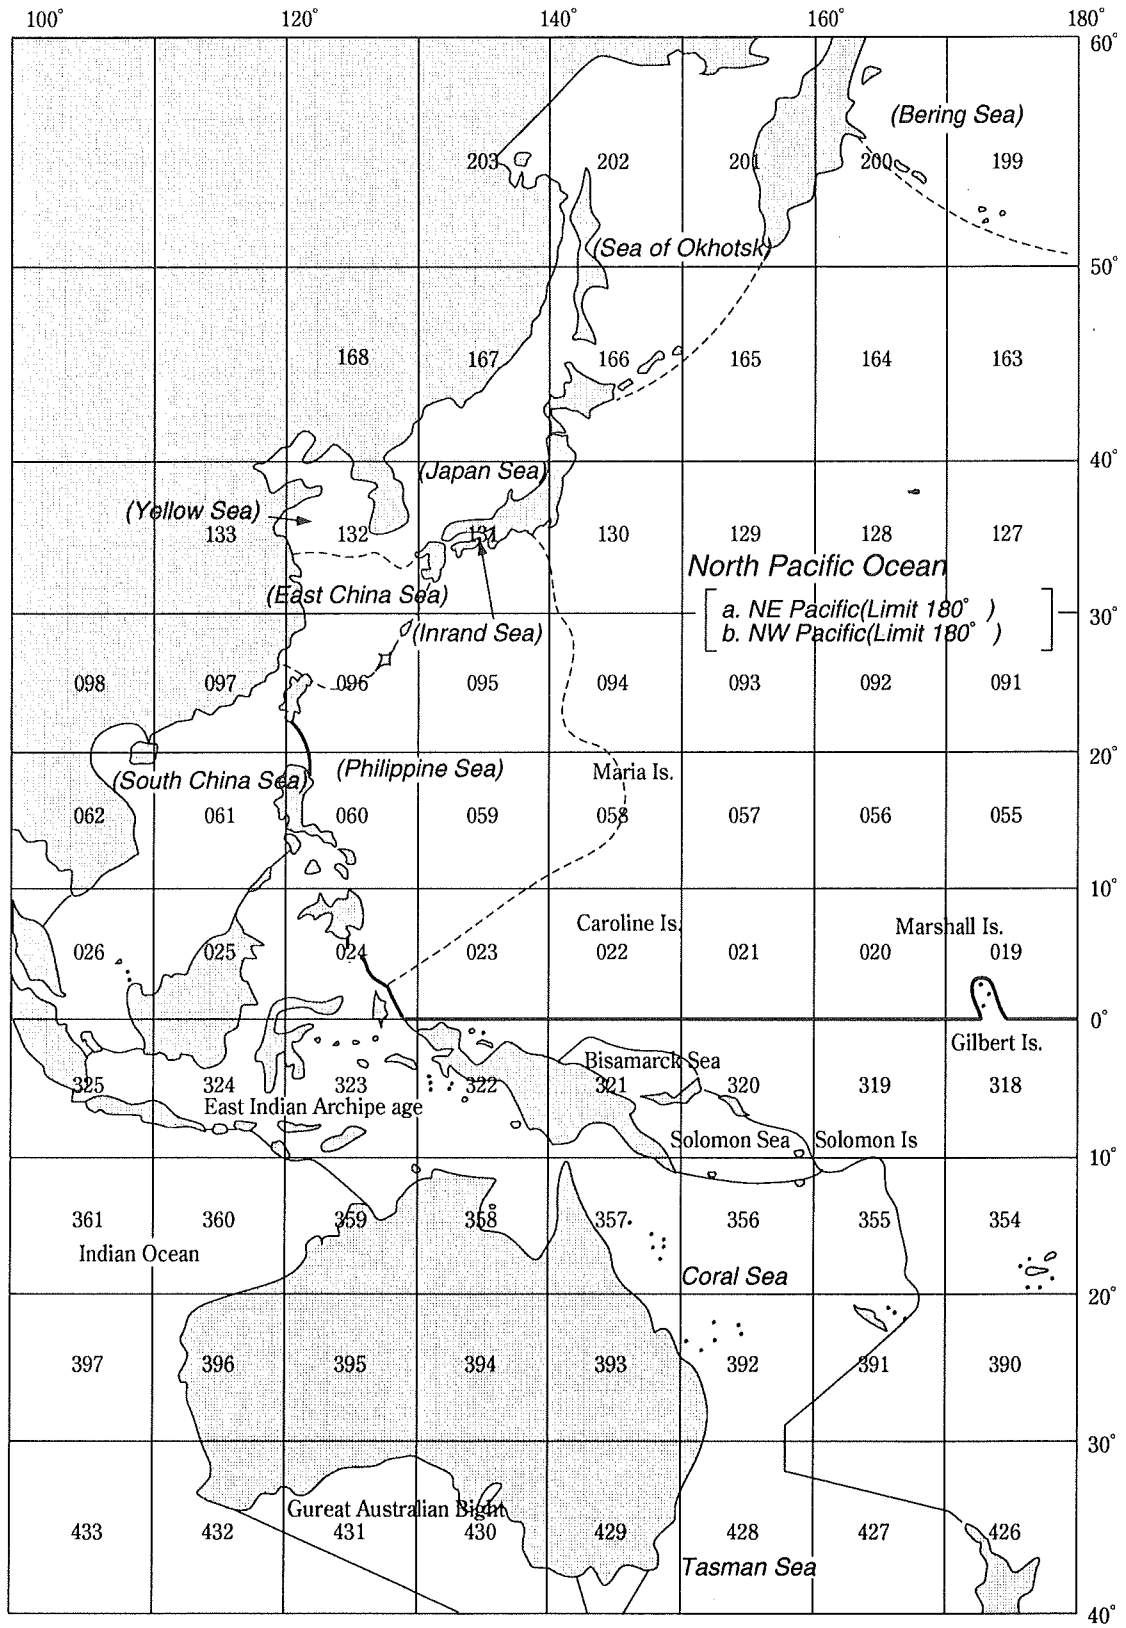 100° 120° 140° 160° 180°
60°
(Bering Sea)
203 202 201 200 199
(Sea of Okhotsk)
50°
168 167 166 165 164 163
40°
(Japan Sea)
(Yellow Sea)
133 132 131 130 129 128 127
North Pacific Ocean
(East China Sea)
a. NE Pacific(Limit 180° )
30°
(Inrand Sea)
b. NW Pacific(Limit 180° )
098 097 096 095 094 093 092 091
20°
(Philippine Sea)
Maria Is.
(South China Sea)
062 061 060 059 058 057 056 055
10°
Caroline Is.
Marshall Is.
026 025 024 023 022 021 020 019
0°
Gilbert Is.
Bisamarck Sea
325 324 323 322 321 320 319 318
East Indian Archipe age
Solomon Sea
Solomon Is
10°
361 360 359 358 357 356 355 354
Indian Ocean
Coral Sea
20°
397 396 395 394 393 392 391 390
30°
Gureat Australian Bight
433 432 431 430 429 428 427 426
Tasman Sea
40°